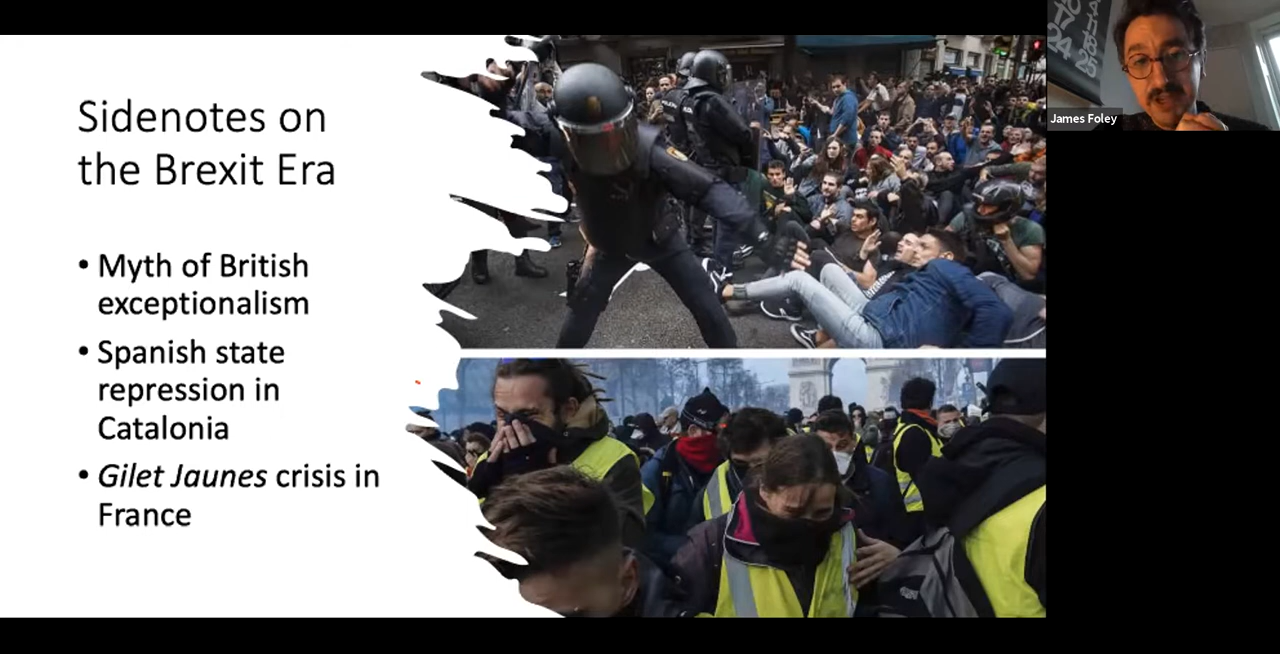 Sidenotes on
the Brexit Era
• Myth of British
exceptionalism
• Spanish state
repression in
Catalonia
• Gilet Jaunes crisis in
France
James Foley